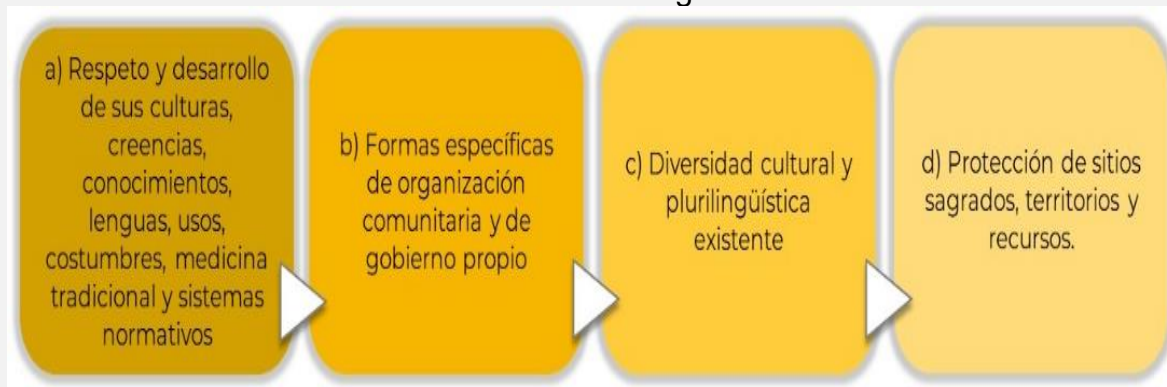 a) Respeto y desarrollo
de sus culturas,
creencias,
conocimientos,
lenguas, usos,
costumbres, medicina
tradicional y sistemas
normativos
b) Formas específicas
de organización
comunitaria y de
gobierno propio
c) Diversidad cultural y
plurilingüística
existente
d) Protección de sitios
sagrados, territorios y
recursos.